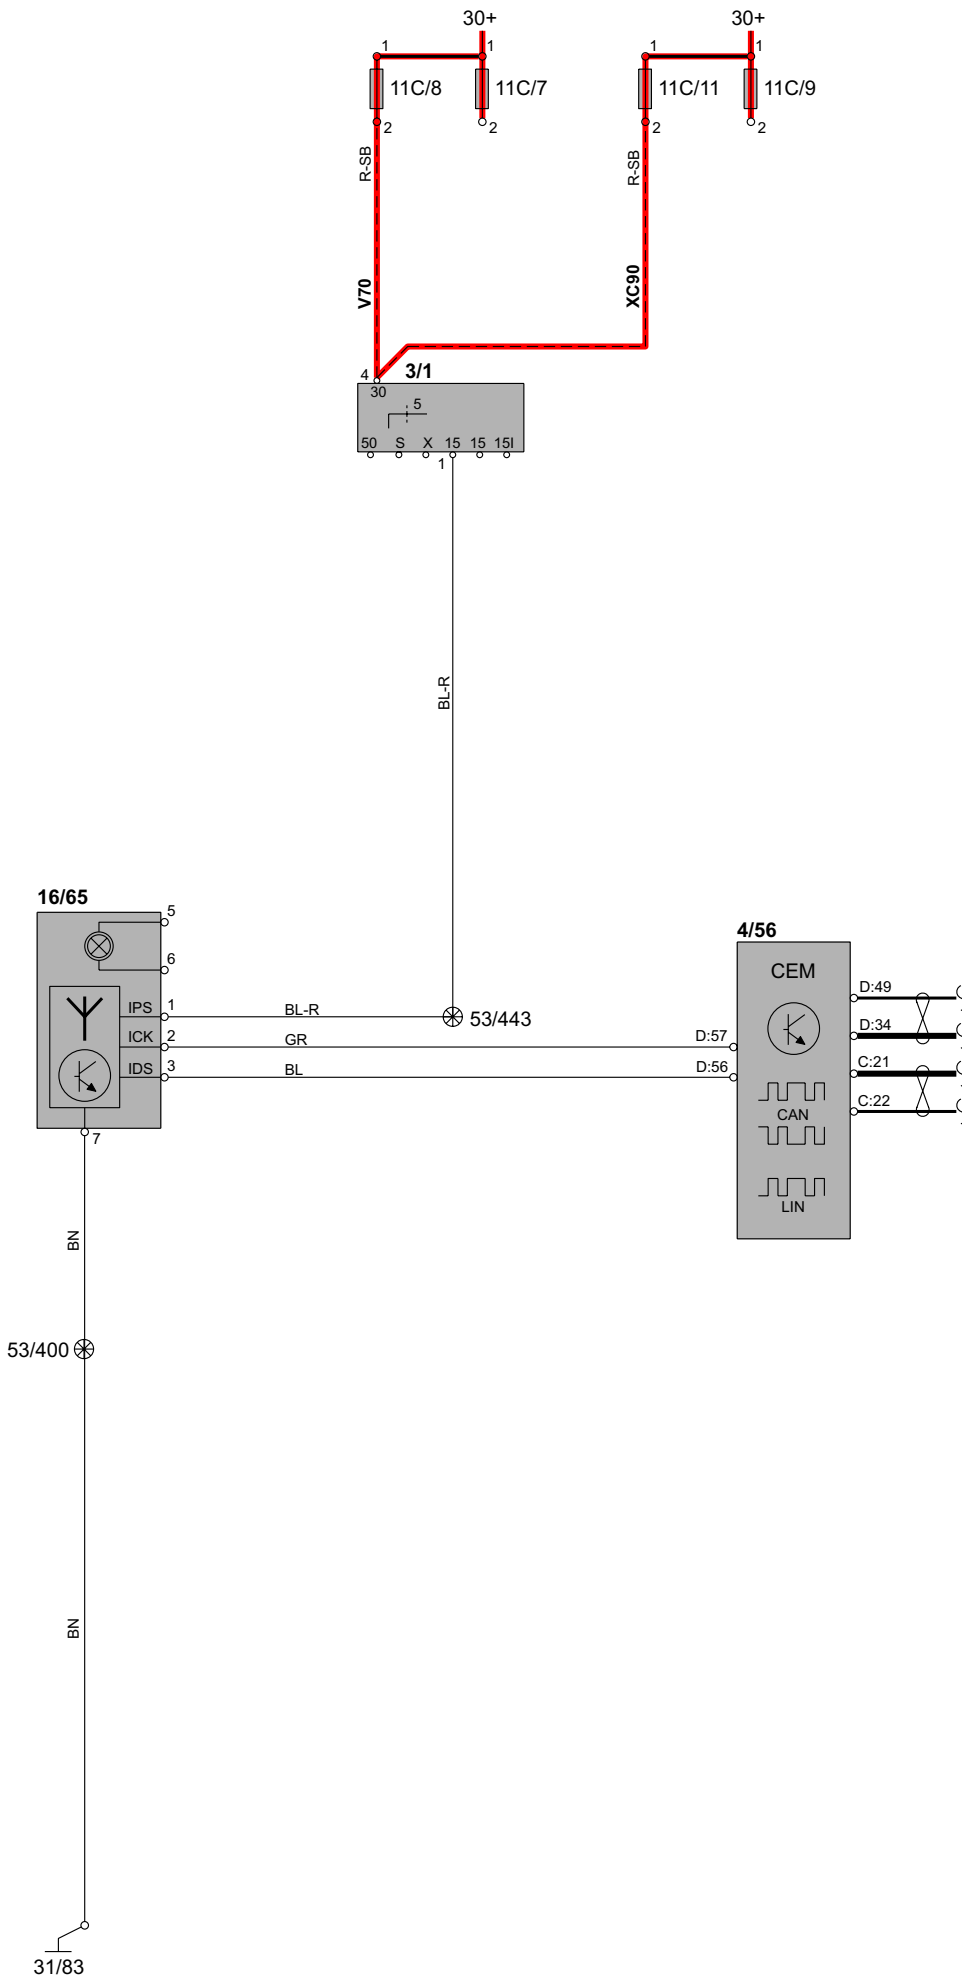 30+ 30+
1 1 1 1
11C/8 11C/7 11C/11 11C/9
2 2 2 2
R-SB R-SB
V70 XC90
4 3/1
30
5
50 S X 15 15 15I
1
BL-R
16/65
5
6
IPS 1 BL-R 53/443
ICK 2 GR D:57
IDS 3 BL D:56
7
4/56
CEM
D:49
D:34
C:21
C:22
CAN
LIN
BN
53/400
BN
31/83